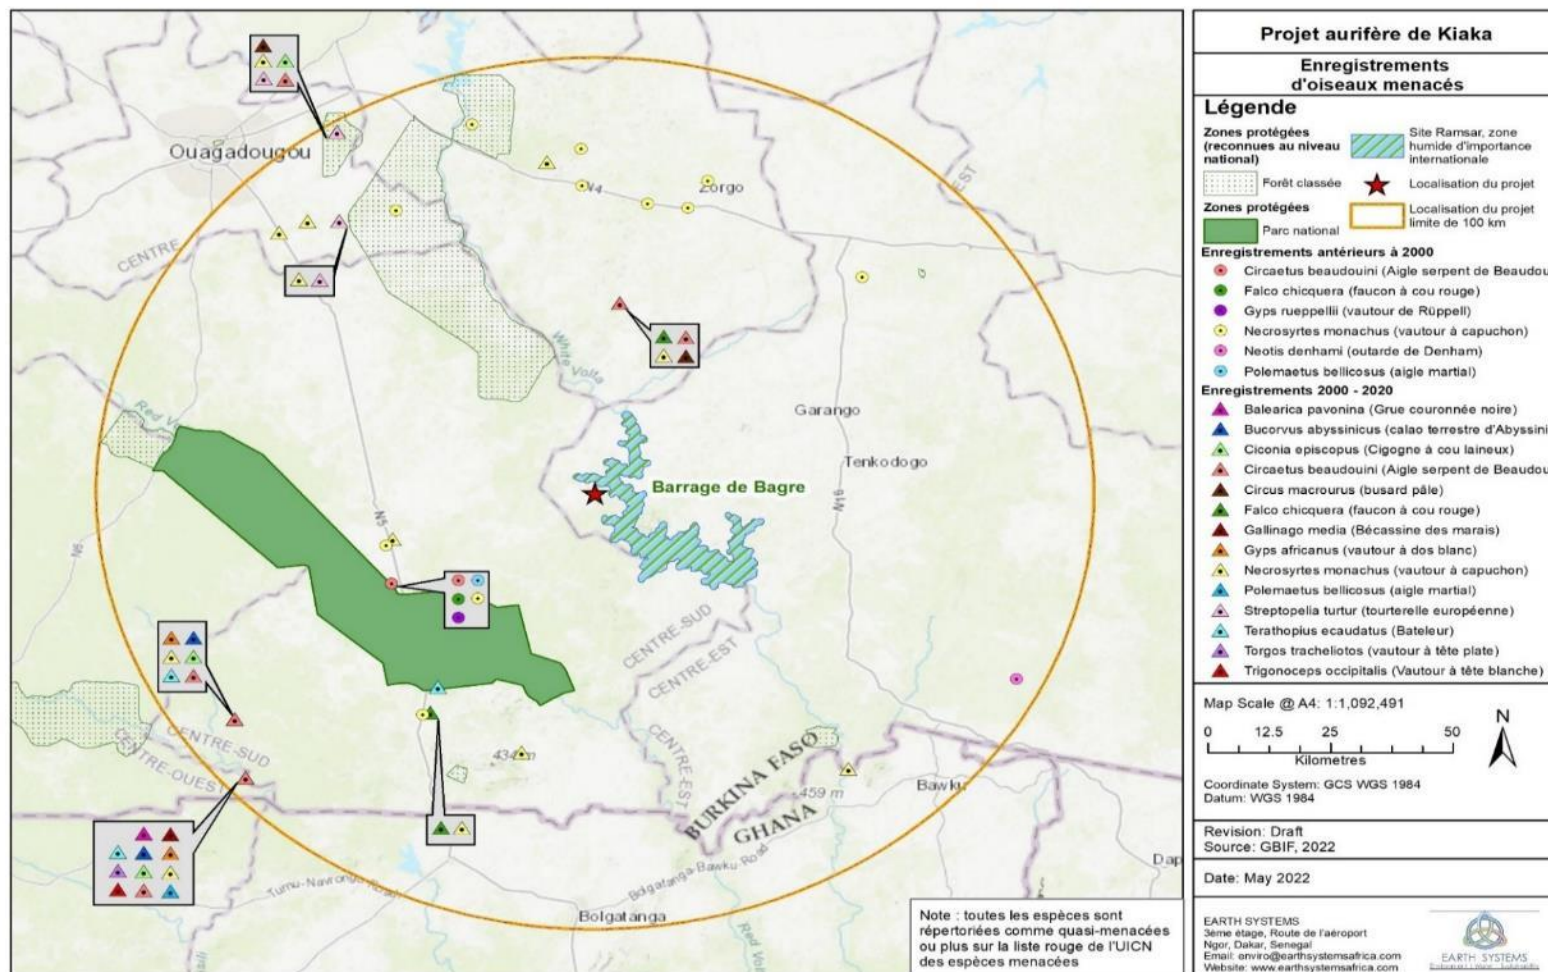 Ouagadougou
CENTRE
N4
Zorgo
EST
White Volta
Garango
Tenkodogo
N16
Red
Barrage de Bagre
N5
N6
CENTRE-SUD
CENTRE-EST
CENTRE-SUD
CENTRE-OUEST
CENTRE-EST
434 m
BURKINA FASO
GHANA
459 m
Bawku
Bolgatanga-Bawku-Road
Tumu-Navrongo Road
Bolgatanga
Dap
Red Vol
Note : toutes les espèces sont
répertoriées comme quasi-menacées
ou plus sur la liste rouge de l'UICN
des espèces menacées
Projet aurifère de Kiaka
Enregistrements
d'oiseaux menacés
Légende
Zones protégées
(reconnues au niveau
national)
Forêt classée
Zones protégées
Parc national
Site Ramsar, zone
humide d'importance
internationale
Localisation du projet
Localisation du projet
limite de 100 km
Enregistrements antérieurs à 2000
Circaetus beaudouini (Aigle serpent de Beaudou
Falco chicquera (faucon à cou rouge)
Gyps rueppellii (vautour de Rüppell)
Necrosyrtes monachus (vautour à capuchon)
Neotis denhami (outarde de Denham)
Polemaetus bellicosus (aigle martial)
Enregistrements 2000 - 2020
Balearica pavonina (Grue couronnée noire)
Bucorvus abyssinicus (calao terrestre d'Abyssini
Ciconia episcopus (Cigogne à cou laineux)
Circaetus beaudouini (Aigle serpent de Beaudou
Circus macrourus (busard pâle)
Falco chicquera (faucon à cou rouge)
Gallinago media (Bécassine des marais)
Gyps africanus (vautour à dos blanc)
Necrosyrtes monachus (vautour à capuchon)
Polemaetus bellicosus (aigle martial)
Streptopelia turtur (tourterelle européenne)
Terathopius ecaudatus (Bateleur)
Torgos tracheliotos (vautour à tête plate)
Trigonoceps occipitalis (Vautour à tête blanche)
Map Scale @ A4: 1:1,092,491
0 12.5 25 50
Kilometres
N
Coordinate System: GCS WGS 1984
Datum: WGS 1984
Revision: Draft
Source: GBIF, 2022
Date: May 2022
EARTH SYSTEMS
3ème étage, Route de l'aéroport
Ngor, Dakar, Senegal
Email: enviro@earthsystemsafrica.com
Website: www.earthsystemsafrica.com
EARTH SYSTEMS